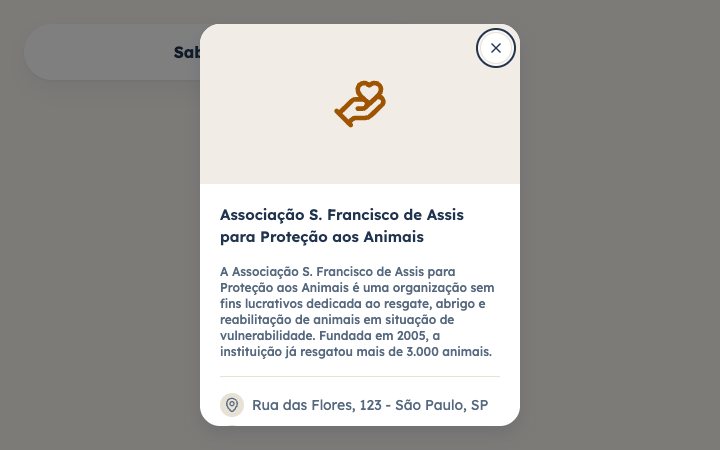 Sab
Associação S. Francisco de Assis
para Proteção aos Animais
A Associação S. Francisco de Assis para
Proteção aos Animais é uma organização sem
fins lucrativos dedicada ao resgate, abrigo e
reabilitação de animais em situação de
vulnerabilidade. Fundada em 2005, a
instituição já resgatou mais de 3.000 animais.
Rua das Flores, 123 - São Paulo, SP